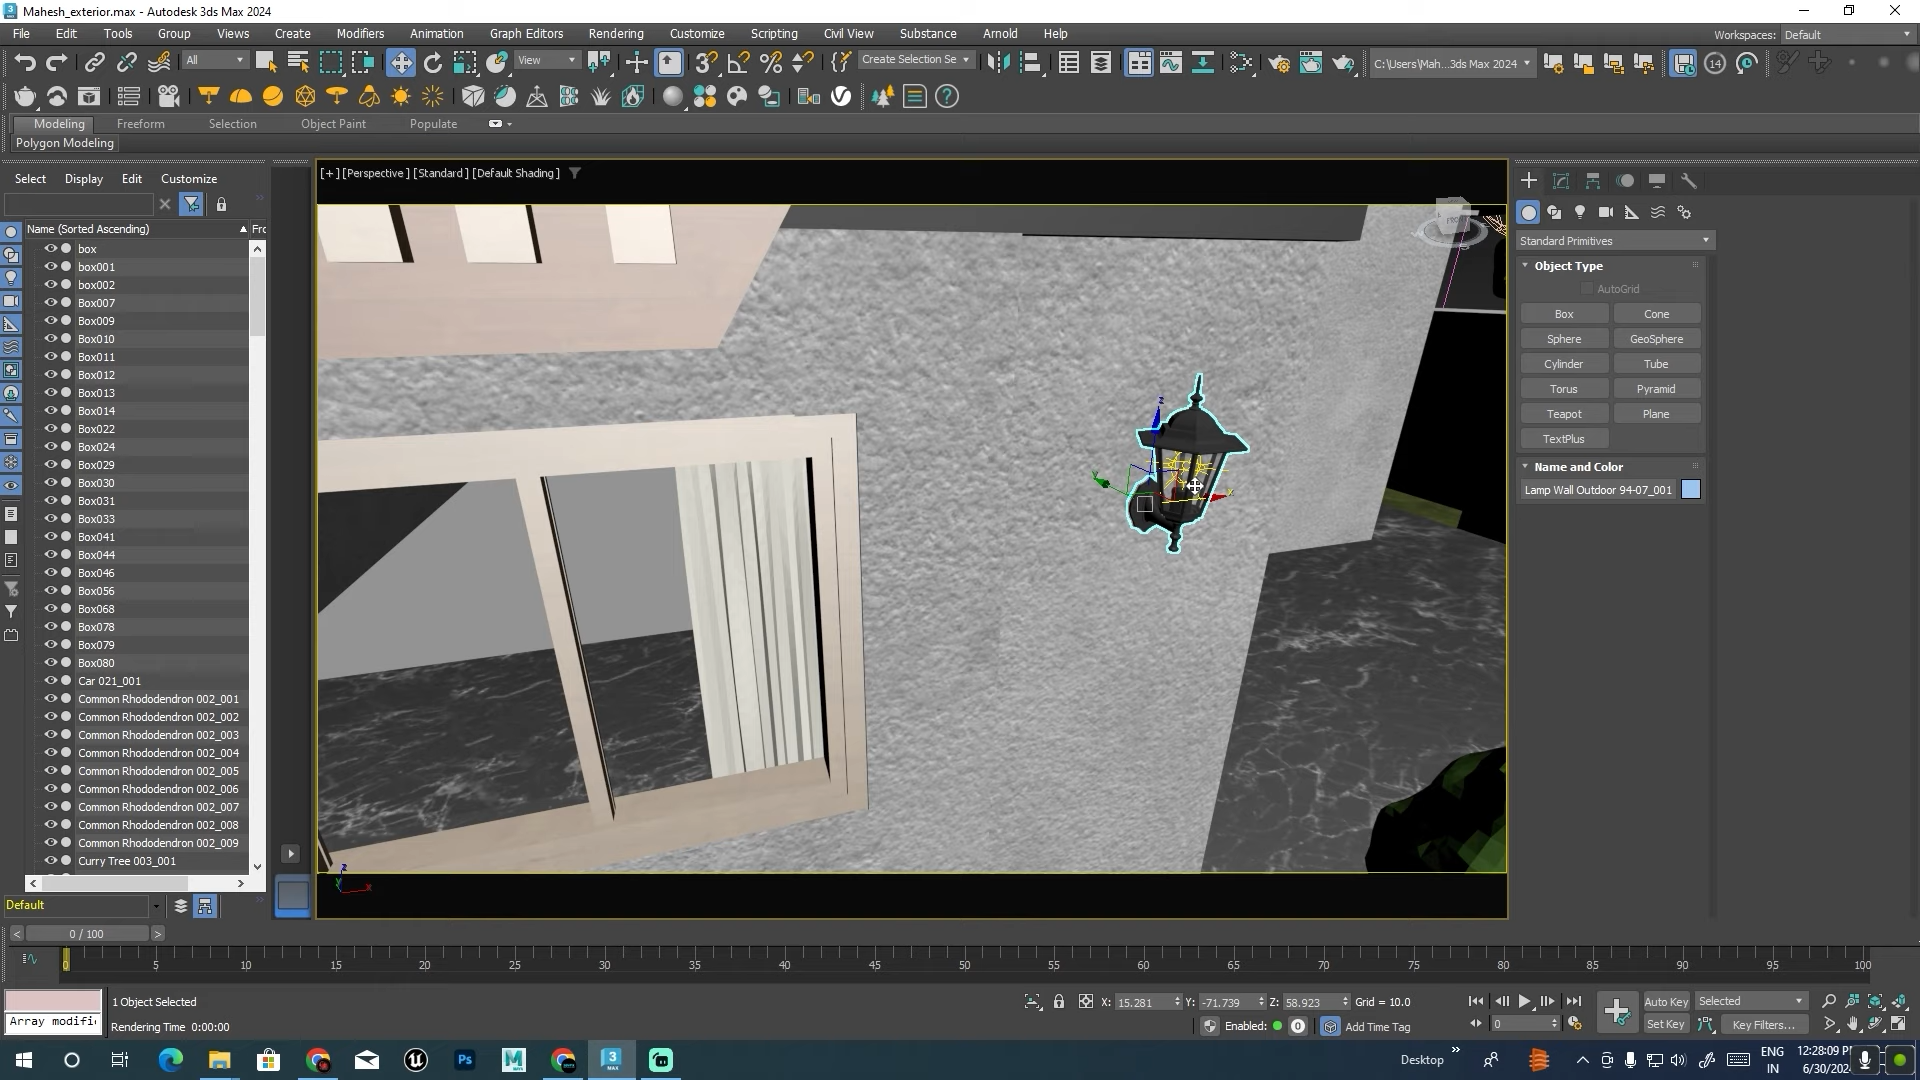 Mahesh_exterior.max - Autodesk 3ds Max 2024
File Edit Tools Group Views Create Modifiers Animation Graph Editors Rendering Customize Scripting Civil View Substance Arnold Help
Workspaces: Default
All View Create Selection Se C:\Users\Mah...3ds Max 2024 14
Modeling Freeform Selection Object Paint Populate
Polygon Modeling
Select Display Edit Customize
[+] [Perspective] [Standard] [Default Shading]
Name (Sorted Ascending) Fro
box
box001
box002
Box007
Box009
Box010
Box011
Box012
Box013
Box014
Box022
Box024
Box029
Box030
Box031
Box033
Box041
Box044
Box046
Box056
Box068
Box078
Box079
Box080
Car 021_001
Common Rhododendron 002_001
Common Rhododendron 002_002
Common Rhododendron 002_003
Common Rhododendron 002_004
Common Rhododendron 002_005
Common Rhododendron 002_006
Common Rhododendron 002_007
Common Rhododendron 002_008
Common Rhododendron 002_009
Curry Tree 003_001
Default
z
x
z
y
x
Standard Primitives
Object Type
AutoGrid
Box Cone
Sphere GeoSphere
Cylinder Tube
Torus Pyramid
Teapot Plane
TextPlus
Name and Color
Lamp Wall Outdoor 94-07_001
0 / 100
0 5 10 15 20 25 30 35 40 45 50 55 60 65 70 75 80 85 90 95 100
1 Object Selected
Array modifi
Rendering Time 0:00:00
X: 15.281 Y: -71.739 Z: 58.923 Grid = 10.0
Enabled: 0 Add Time Tag
0
Auto Key Selected
Set Key Key Filters...
Desktop
ENG
IN
12:28:09
6/30/202